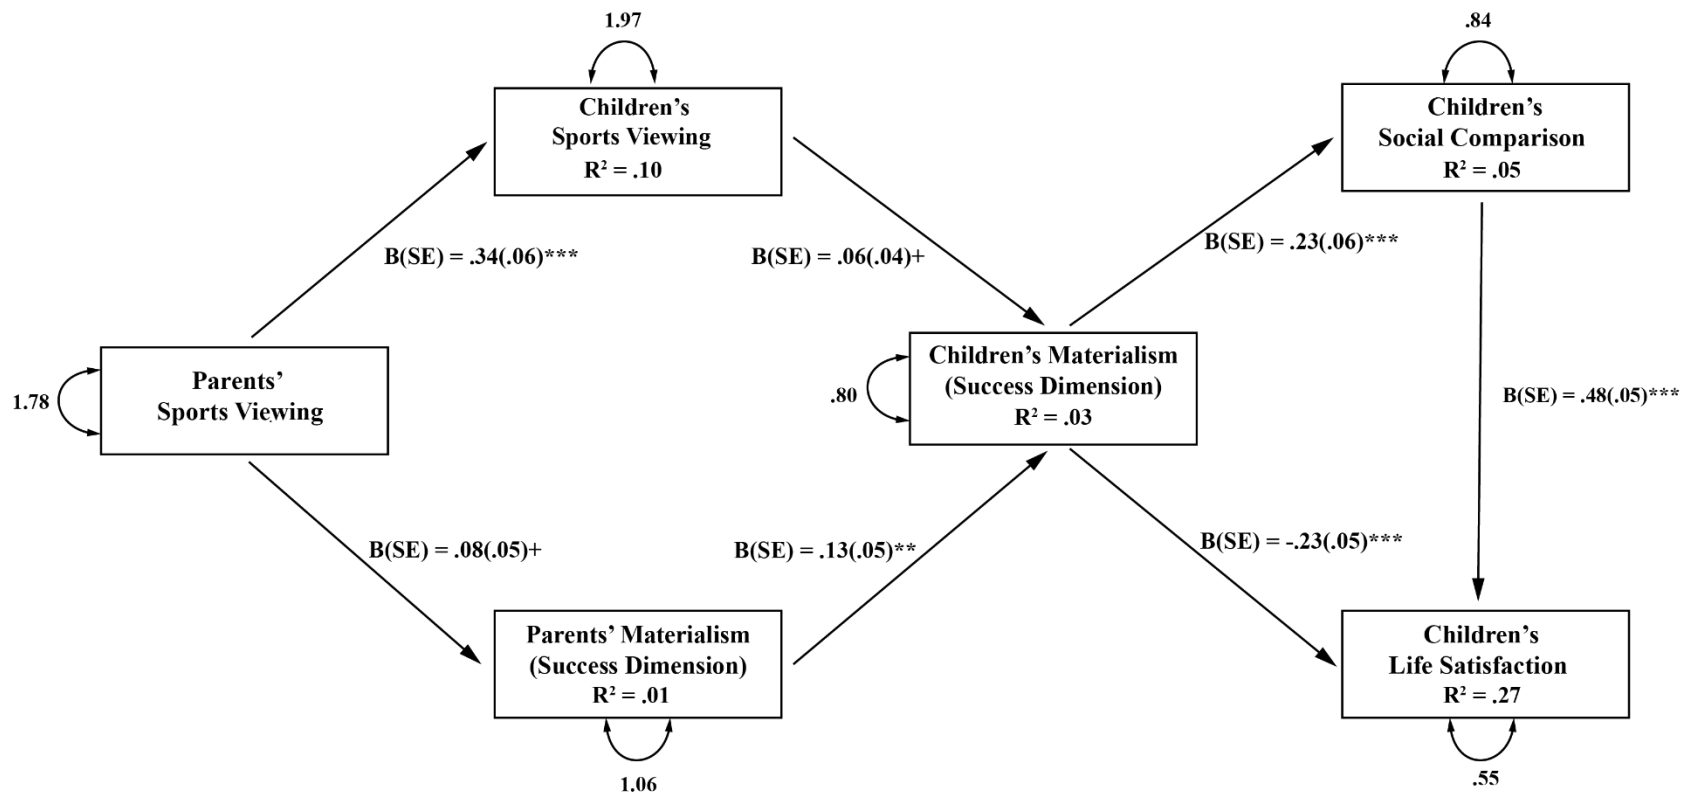 1.97
Children’s
Sports Viewing
R² = .10
.84
Children’s
Social Comparison
R² = .05
B(SE) = .34(.06)***
B(SE) = .06(.04)+
B(SE) = .23(.06)***
1.78
Parents’
Sports Viewing
.80
Children’s Materialism
(Success Dimension)
R² = .03
B(SE) = .48(.05)***
B(SE) = .08(.05)+
B(SE) = .13(.05)**
B(SE) = -.23(.05)***
Parents’ Materialism
(Success Dimension)
R² = .01
1.06
Children’s
Life Satisfaction
R² = .27
.55